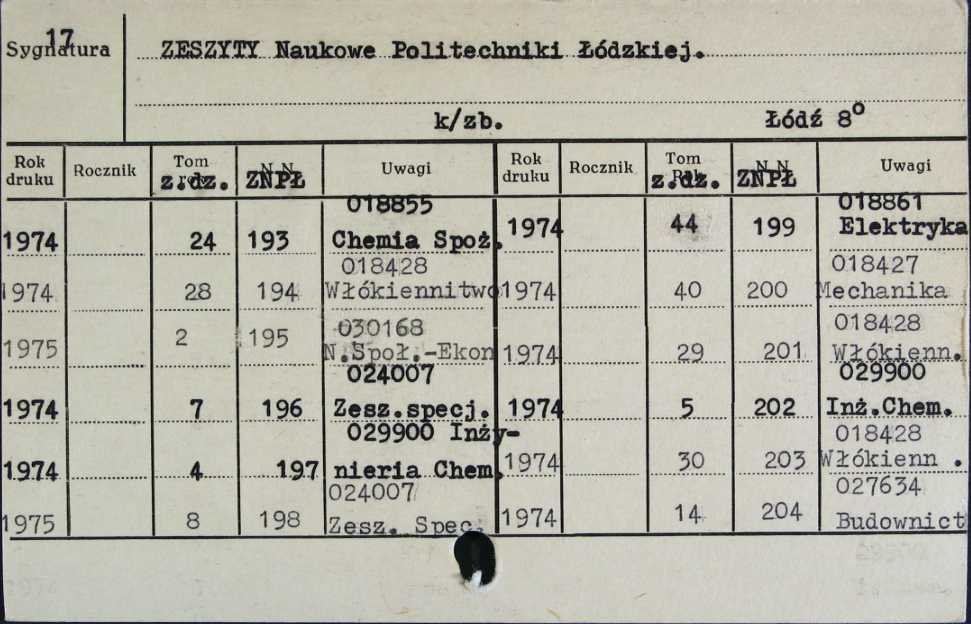 17
Sygnatura
ZESZYTY Naukowe Politechniki Łódzkiej.
k/zb. Łódź 8°
Rok druku Rocznik Tom z.dz. N.N. ZNPŁ Uwagi Rok druku Rocznik Tom Rok z.dz. N.N. ZNPŁ Uwagi
018855 018861
1974 24 193 Chemia Spoż. 1974 44 199 Elektryka
018428 018427
1974 28 194 Włókiennitwo 1974 40 200 Mechanika
030168 018428
1975 2 195 N.Społ.-Ekon 1974 29 201 Włókienn.
024007 029900
1974 7 196 Zesz.specj. 1974 5 202 Inż.Chem.
029900 Inży- 018428
1974 4 197 nieria Chem. 1974 30 203 Włókienn .
024007 027634
1975 8 198 Zesz. Spec. 1974 14 204 Budownict